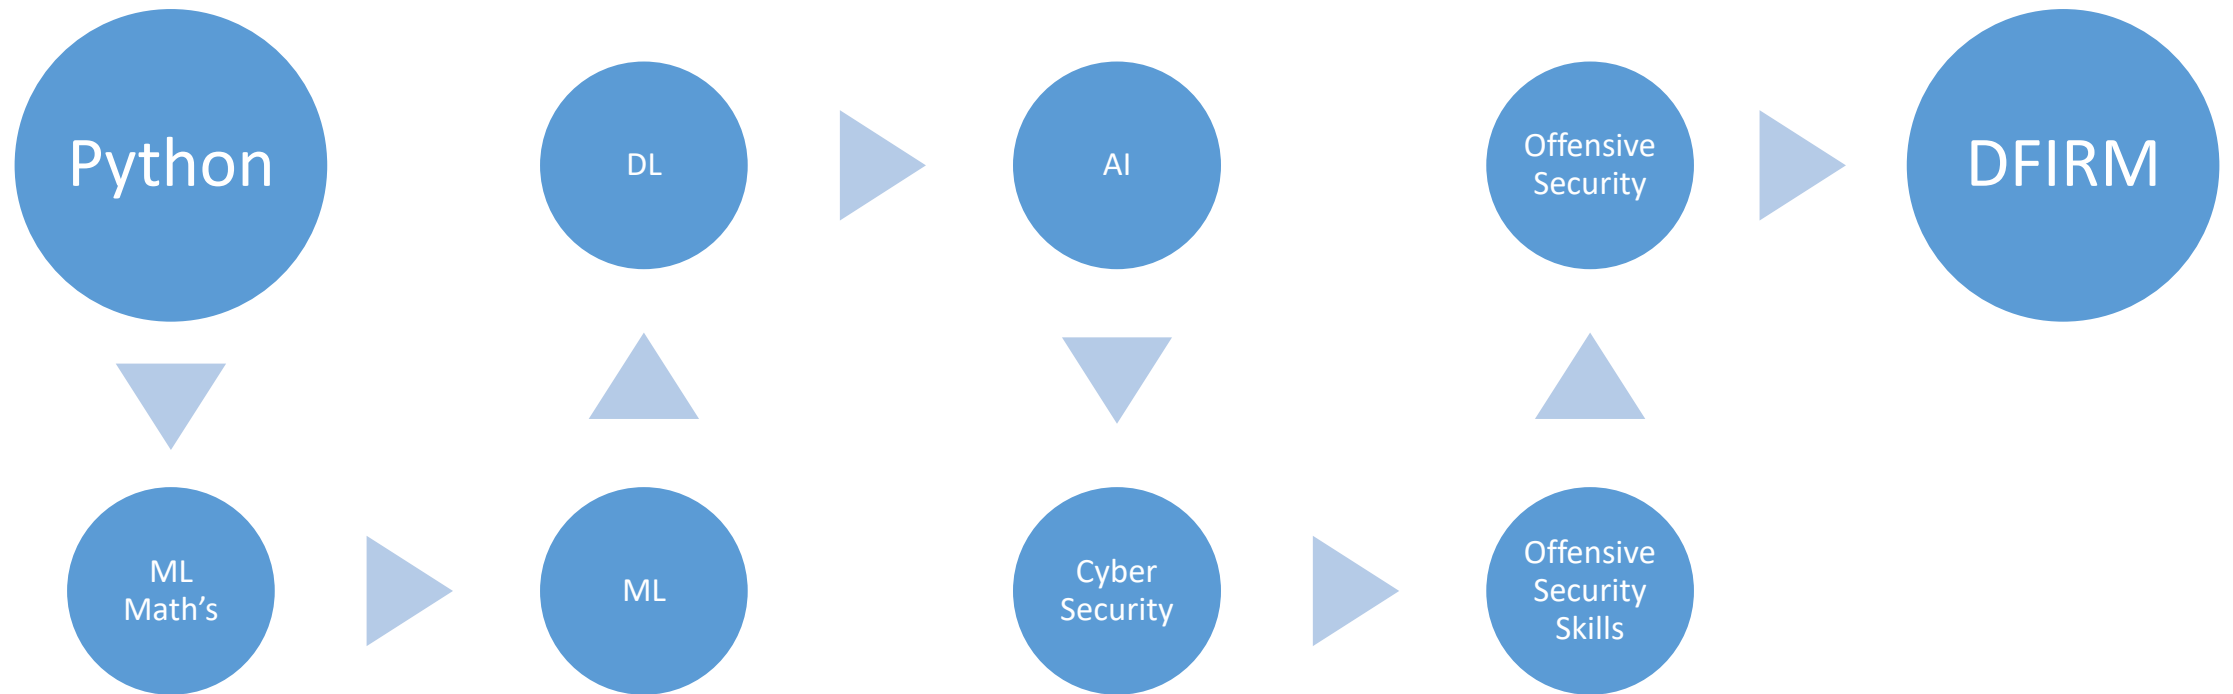 Python
ML
Math’s
ML
DL
AI
Cyber
Security
Offensive
Security
Skills
Offensive
Security
DFIRM